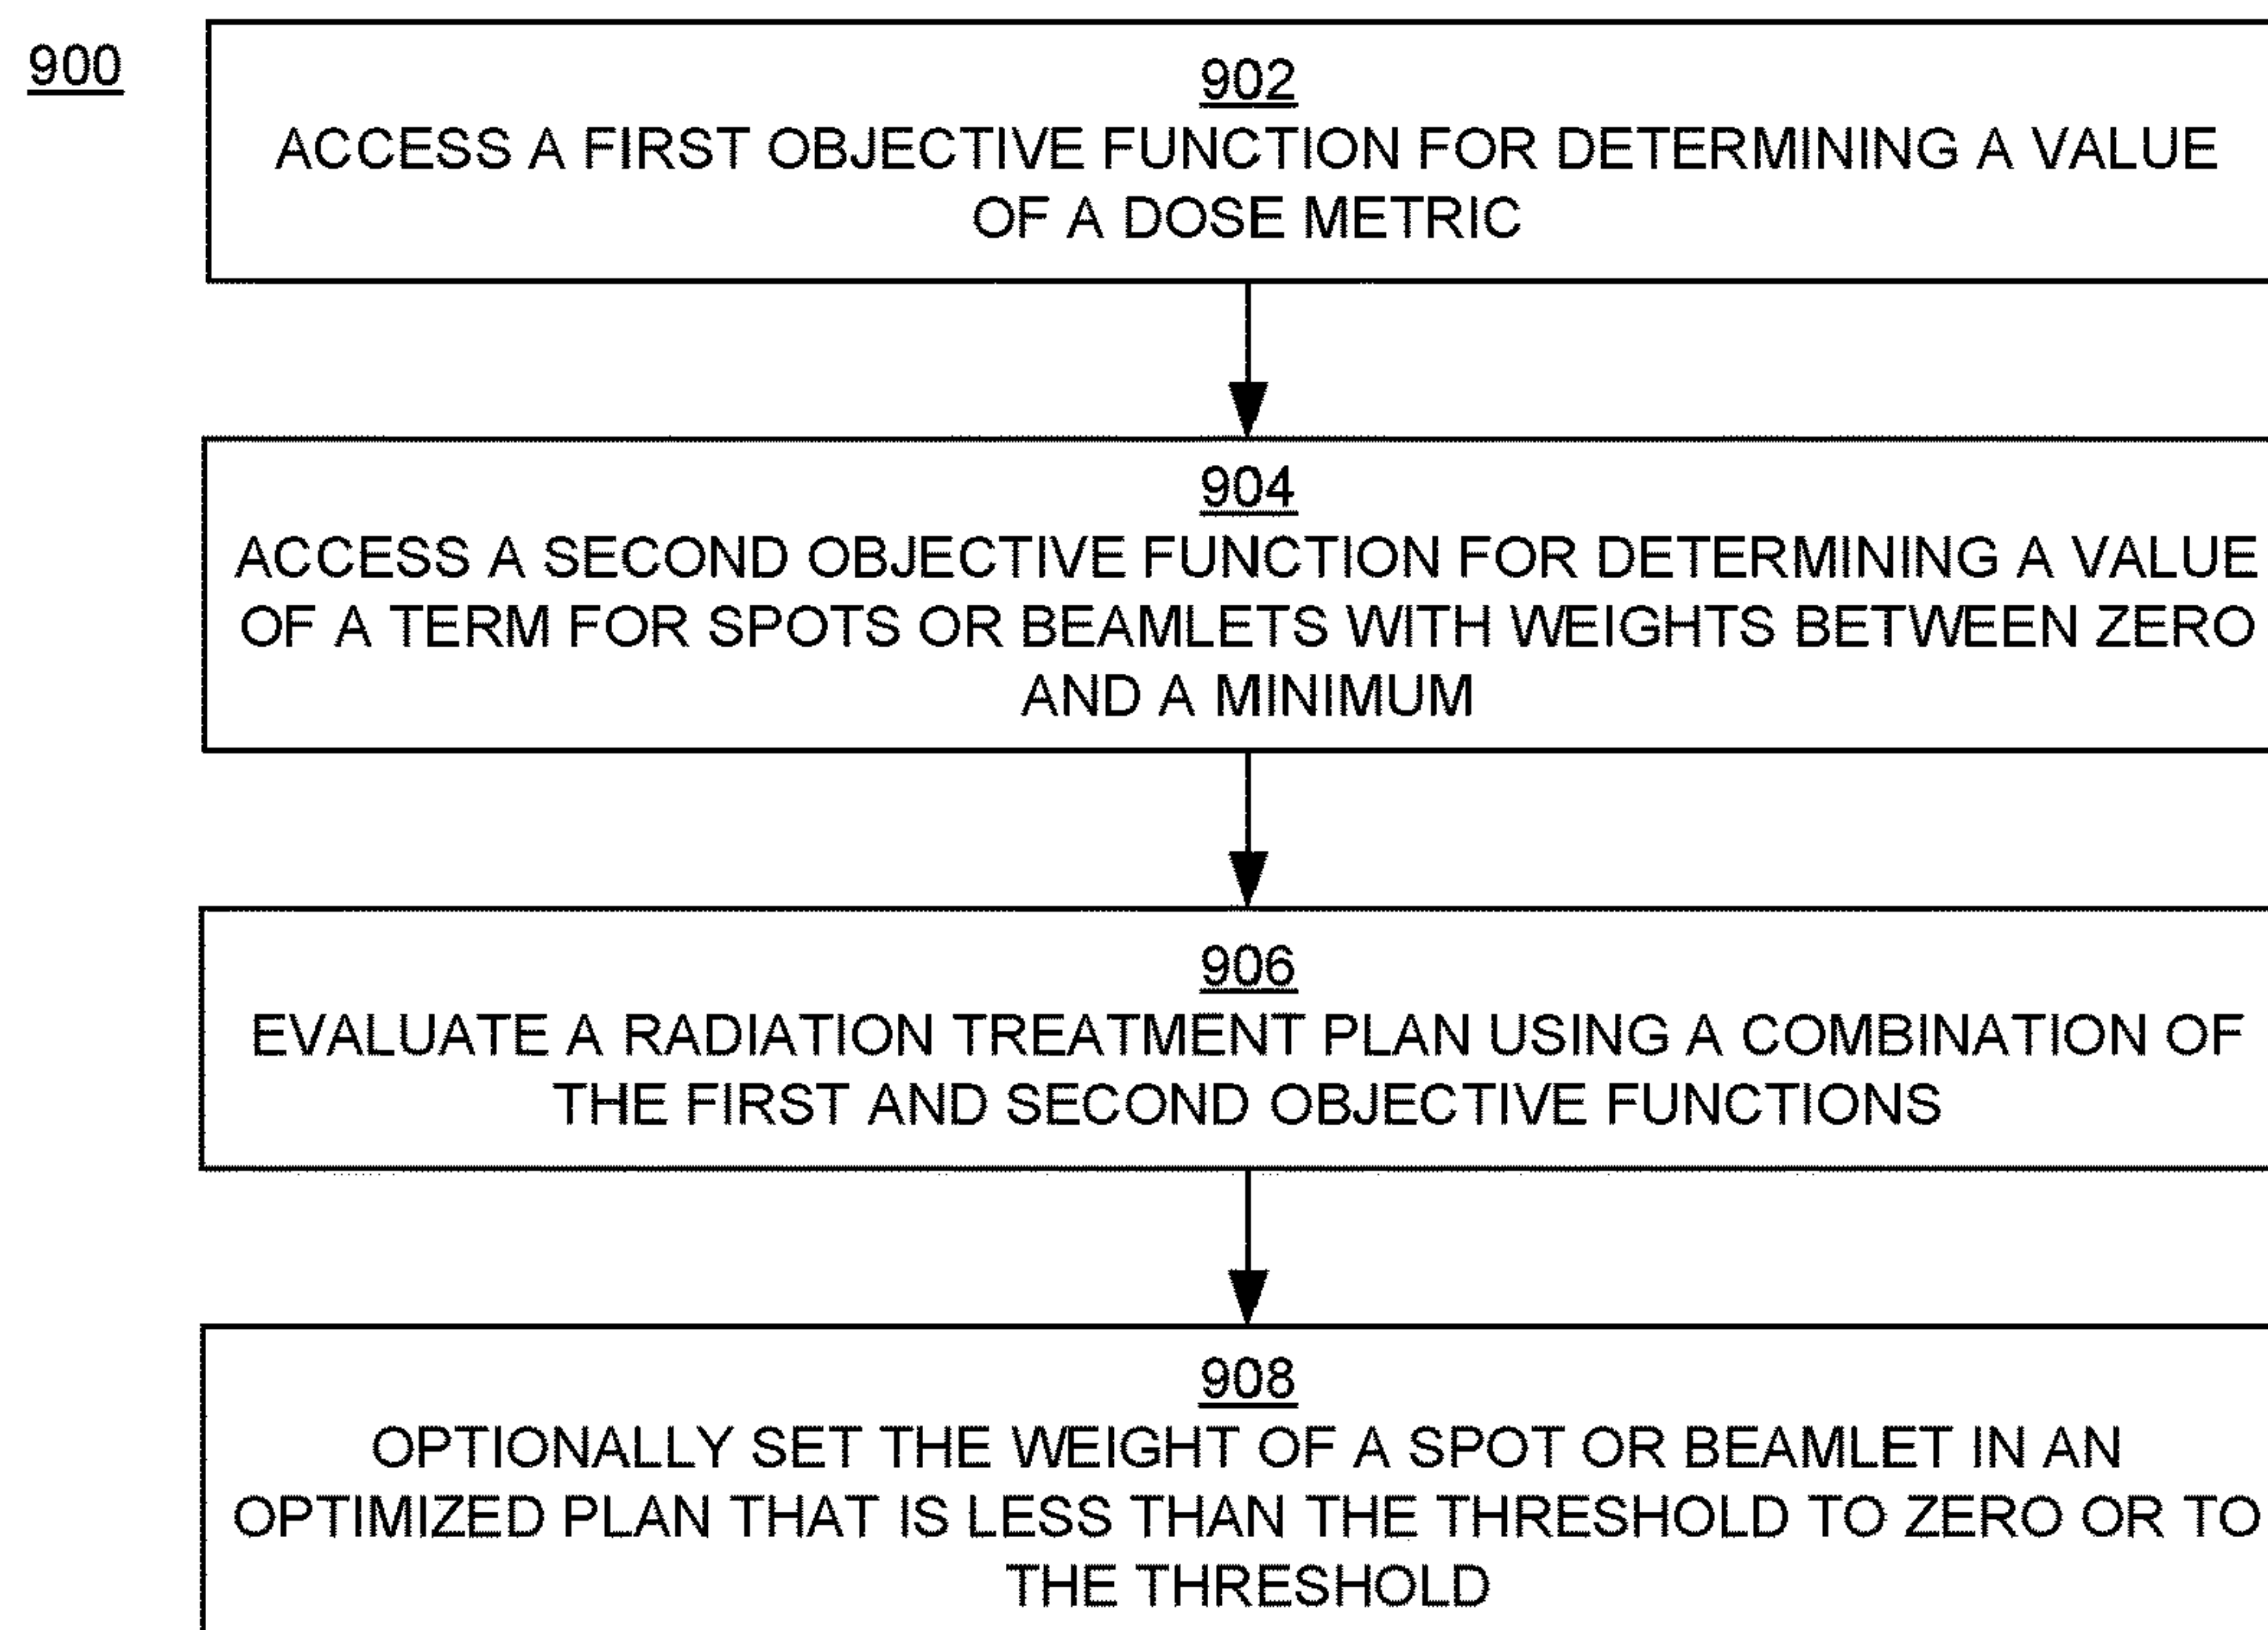 900
902
ACCESS A FIRST OBJECTIVE FUNCTION FOR DETERMINING A VALUE
OF A DOSE METRIC
904
ACCESS A SECOND OBJECTIVE FUNCTION FOR DETERMINING A VALUE
OF A TERM FOR SPOTS OR BEAMLETS WITH WEIGHTS BETWEEN ZERO
AND A MINIMUM
906
EVALUATE A RADIATION TREATMENT PLAN USING A COMBINATION OF
THE FIRST AND SECOND OBJECTIVE FUNCTIONS
908
OPTIONALLY SET THE WEIGHT OF A SPOT OR BEAMLET IN AN
OPTIMIZED PLAN THAT IS LESS THAN THE THRESHOLD TO ZERO OR TO
THE THRESHOLD